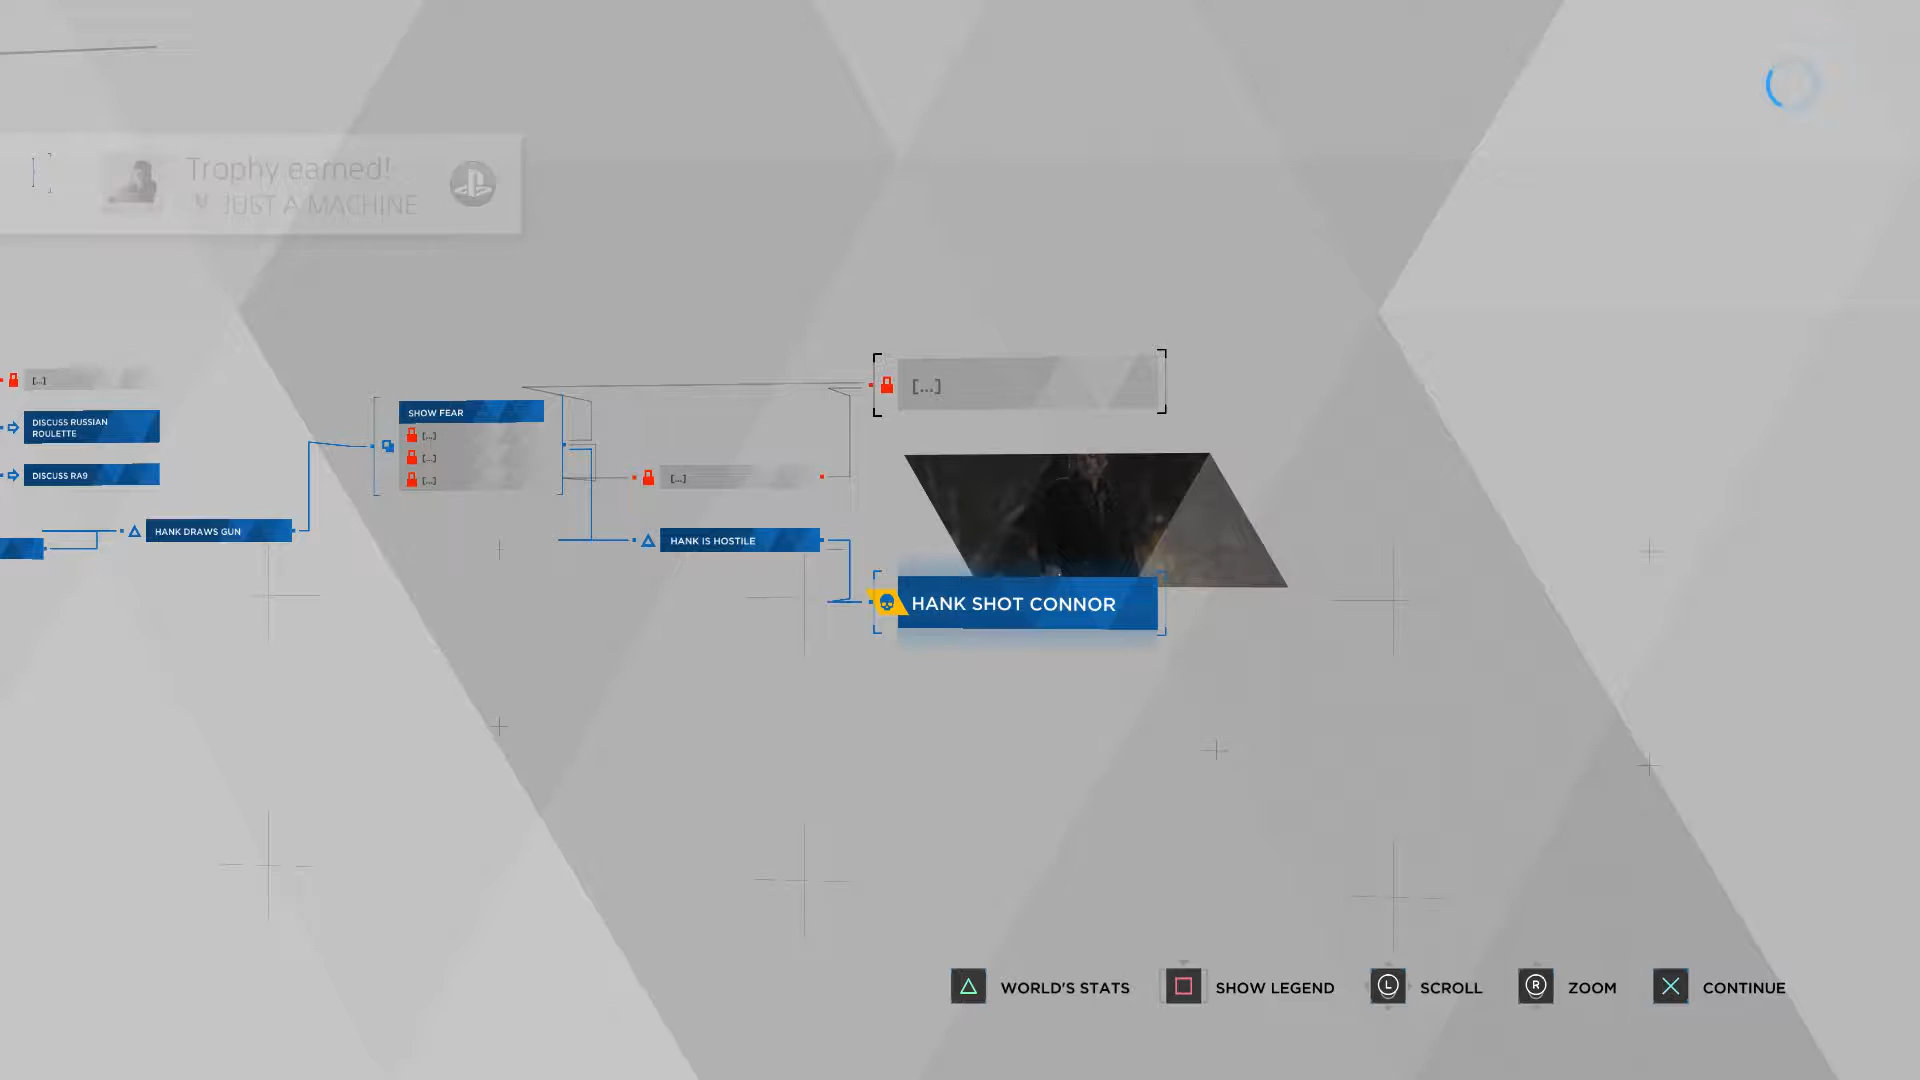 Trophy earned!
JUST A MACHINE
[...]
[...]
DISCUSS RUSSIAN
ROULETTE
SHOW FEAR
[...]
[...]
[...]
DISCUSS RA9
[...]
HANK DRAWS GUN
HANK IS HOSTILE
HANK SHOT CONNOR
WORLD'S STATS
SHOW LEGEND
L
SCROLL
R
ZOOM
CONTINUE